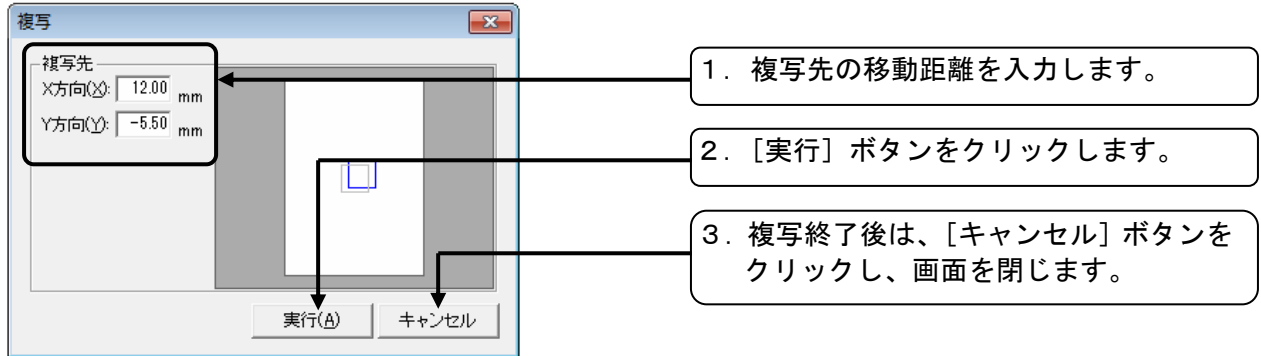 複写
複写先
X方向(X): 12.00 mm
Y方向(Y): -5.50 mm
実行(A) キャンセル
1. 複写先の移動距離を入力します。
2. [実行] ボタンをクリックします。
3. 複写終了後は、[キャンセル] ボタンを
クリックし、画面を閉じます。